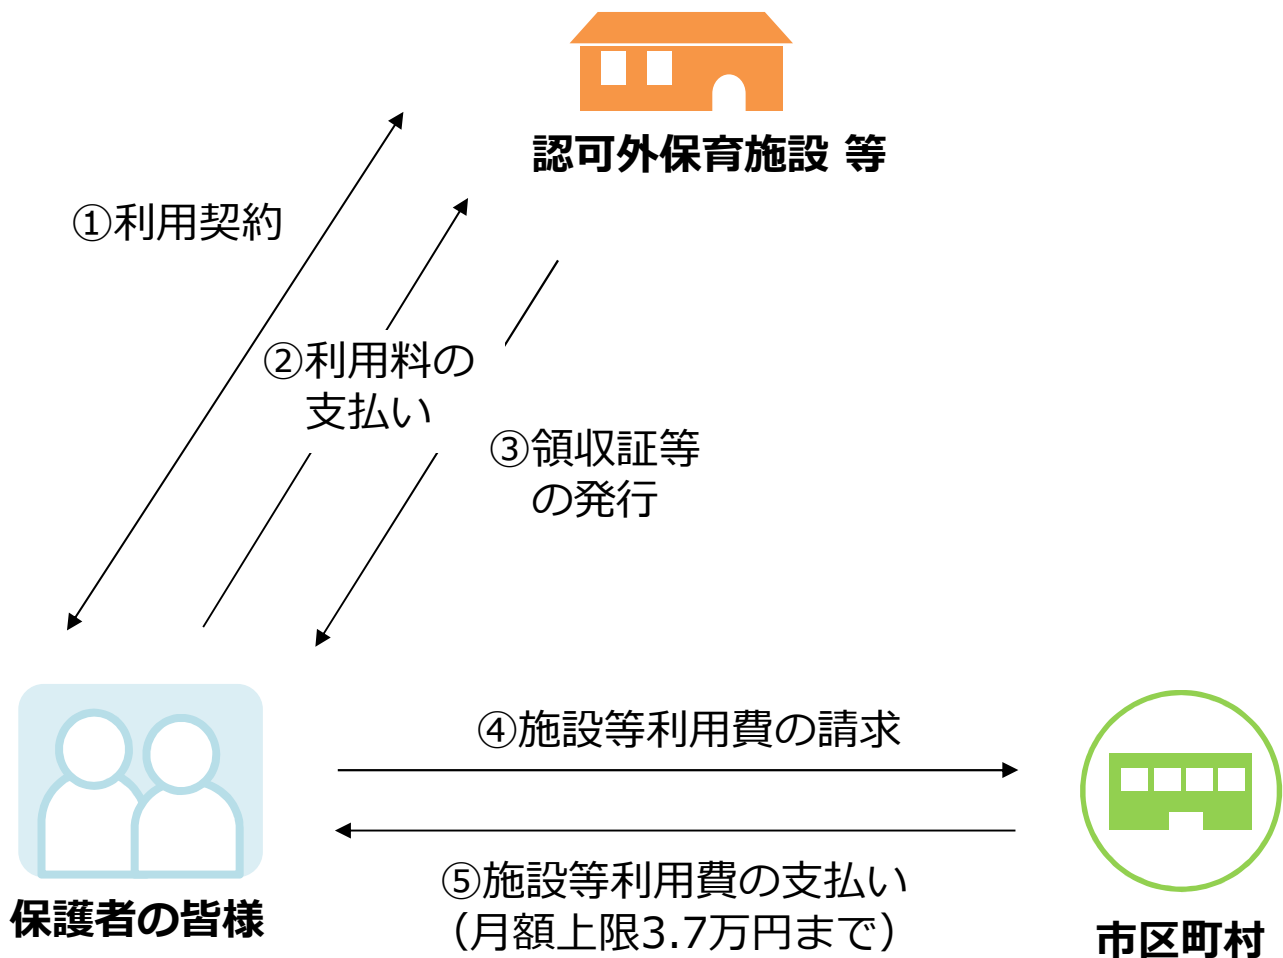 認可外保育施設 等
①利用契約
②利用料の
支払い
③領収証等
の発行
④施設等利用費の請求
⑤施設等利用費の支払い
（月額上限3.7万円まで）
保護者の皆様
市区町村